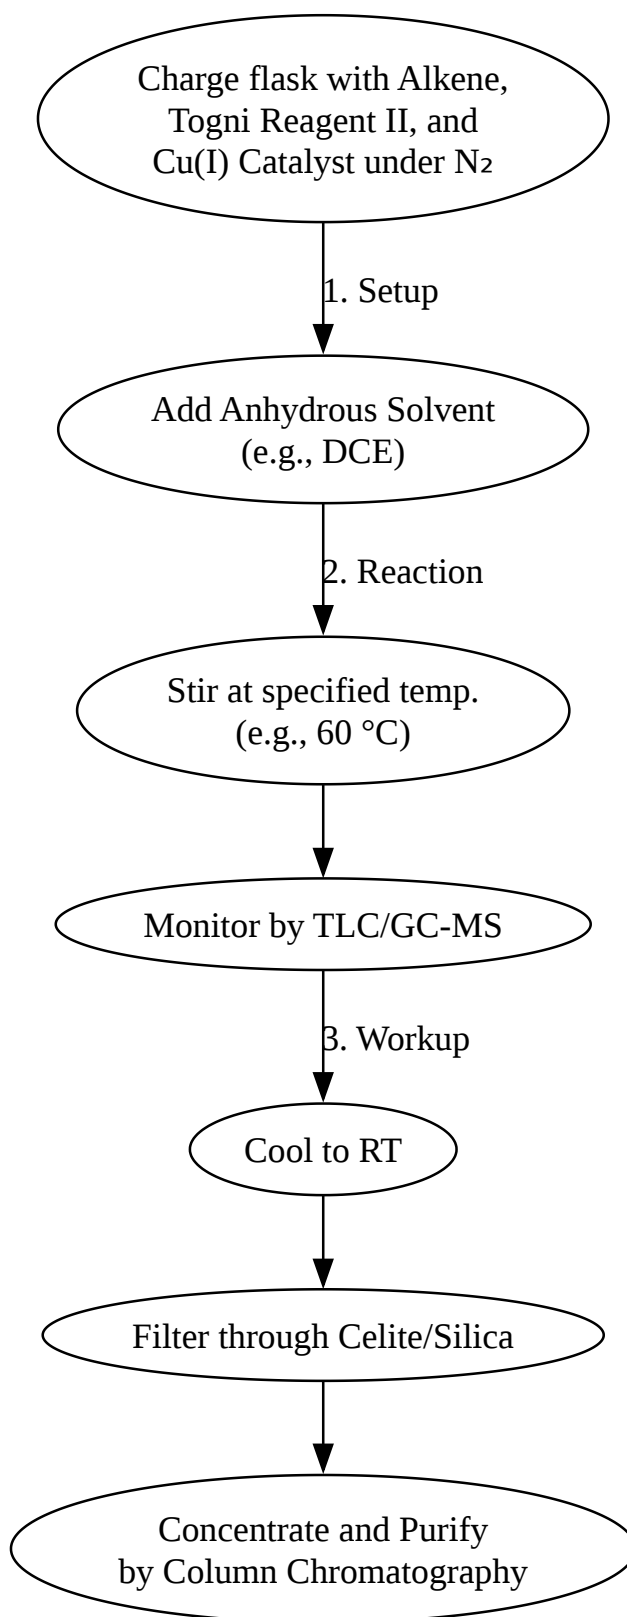 Charge flask with Alkene,
Togni Reagent II, and
Cu(I) Catalyst under N₂
1. Setup
Add Anhydrous Solvent
(e.g., DCE)
2. Reaction
Stir at specified temp.
(e.g., 60 °C)
Monitor by TLC/GC-MS
3. Workup
Cool to RT
Filter through Celite/Silica
Concentrate and Purify
by Column Chromatography